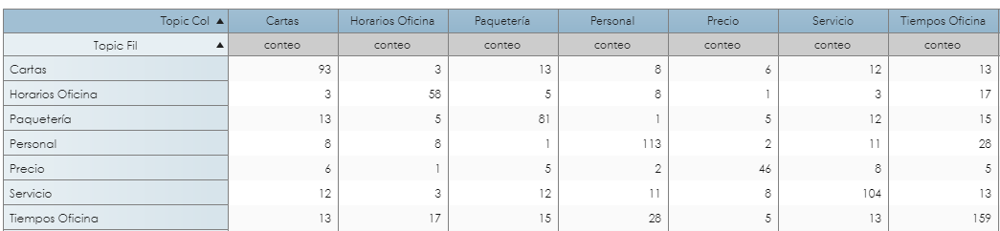 Topic Col ▲ Cartas Horarios Oficina Paquetería Personal Precio Servicio Tiempos Oficina
Topic Fil ▲ conteo conteo conteo conteo conteo conteo conteo
Cartas 93 3 13 8 6 12 13
Horarios Oficina 3 58 5 8 1 3 17
Paquetería 13 5 81 1 5 12 15
Personal 8 8 1 113 2 11 28
Precio 6 1 5 2 46 8 5
Servicio 12 3 12 11 8 104 13
Tiempos Oficina 13 17 15 28 5 13 159